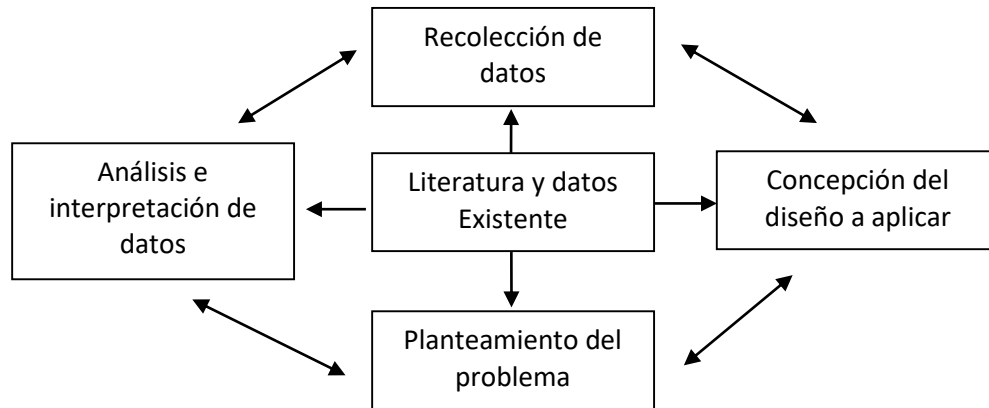 Recolección de
datos
Análisis e
interpretación de
datos
Literatura y datos
Existente
Concepción del
diseño a aplicar
Planteamiento del
problema